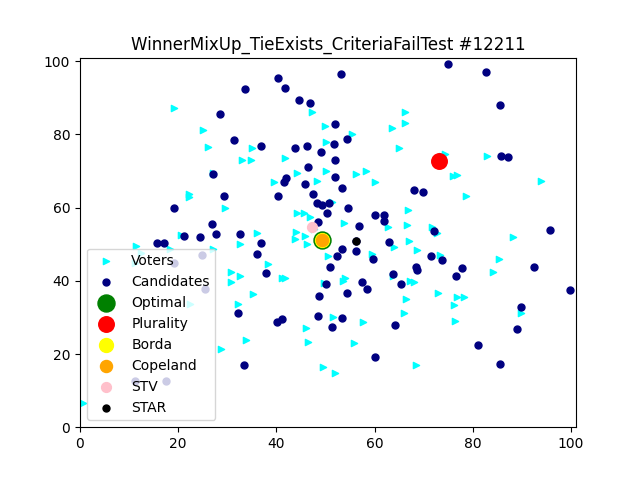 WinnerMixUp_TieExists_CriteriaFailTest #12211
100
80
60
40
20
0
Voters
Candidates
Optimal
Plurality
Borda
Copeland
STV
STAR
0 20 40 60 80 100